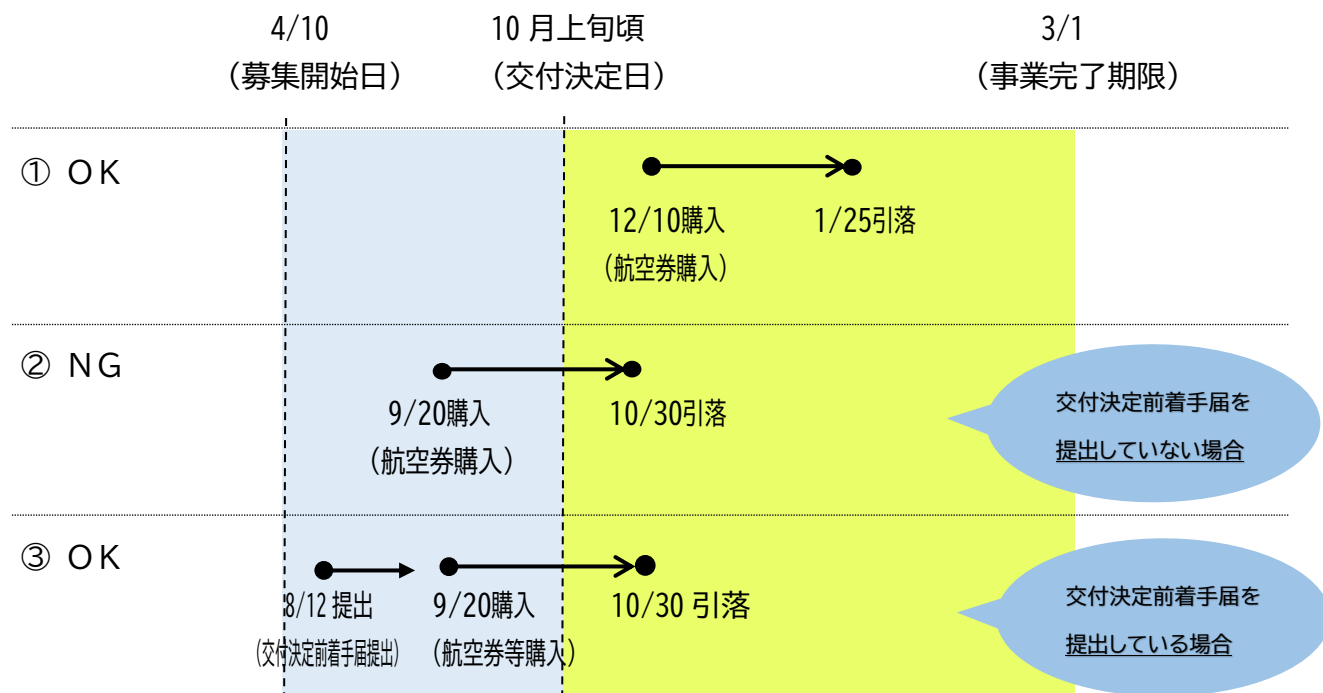 4/10
(募集開始日)
10 月上旬頃
(交付決定日)
3/1
(事業完了期限)
① OK
12/10購入
(航空券購入)
1/25引落
② NG
9/20購入
(航空券購入)
10/30引落
交付決定前着手届を
提出していない場合
③ OK
8/12 提出
(交付決定前着手届提出)
9/20購入
(航空券等購入)
10/30 引落
交付決定前着手届を
提出している場合